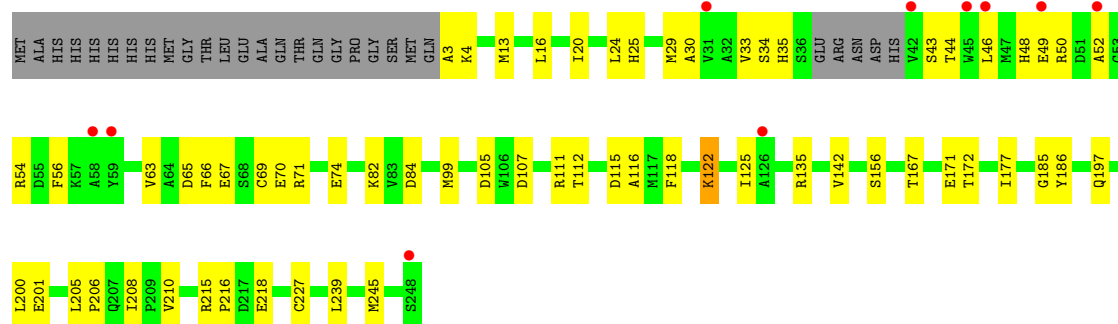 MET ALA HIS HIS HIS HIS HIS HIS MET GLY THR LEU GLU ALA GLN THR GLN GLY PRO GLY SER MET GLN A3 K4 M13 L16 I20 L24 H25 M29 A30 V31 A32 V33 S34 H35 S36 GLU ARG ASN ASP HIS V42 S43 T44 W45 L46 M47 H48 E49 R50 D51 A52 G53
R54 D55 F56 K57 A58 Y59 V63 A64 D65 F66 E67 S68 C69 E70 R71 E74 K82 V83 D84 M99 D105 W106 D107 R111 T112 D115 A116 M117 F118 K122 I125 A126 R135 V142 S156 T167 E171 T172 I177 G185 Y186 Q197
L200 E201 L205 P206 Q207 I208 P209 V210 R215 P216 D217 E218 C227 L239 M245 S248